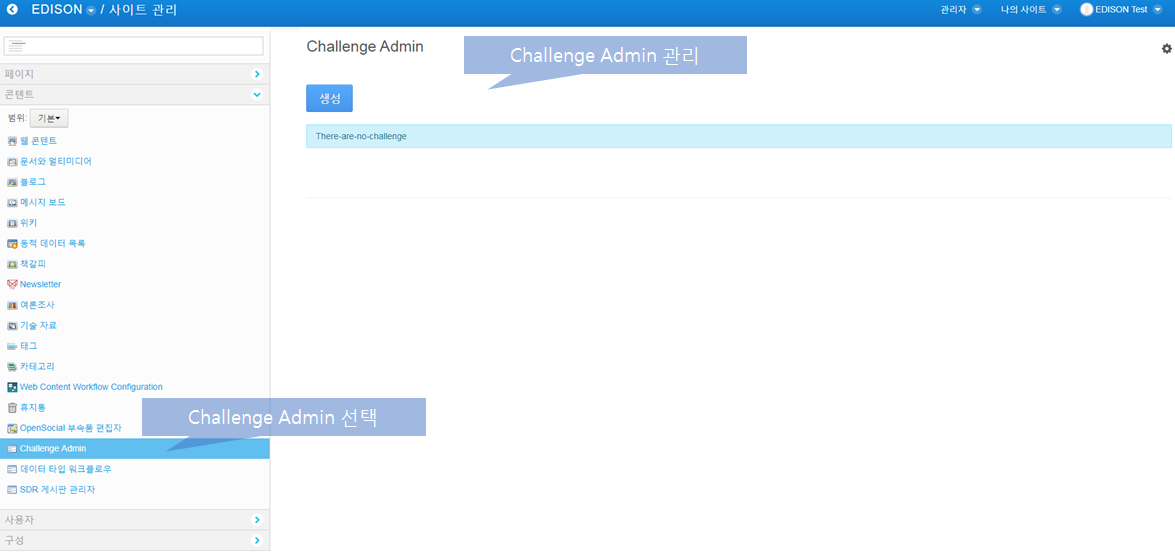 EDISON / 사이트 관리
관리자 나의 사이트 EDISON Test
Challenge Admin
Challenge Admin 관리
생성
There-are-no-challenge
페이지
콘텐트
범위: 기본
웹 콘텐트
문서와 멀티미디어
블로그
메시지 보드
위키
동적 데이터 목록
책갈피
Newsletter
여론조사
기술 자료
태그
카테고리
Web Content Workflow Configuration
휴지통
Challenge Admin 선택
OpenSocial 부속품 편집자
Challenge Admin
데이터 타입 워크플로우
SDR 게시판 관리자
사용자
구성